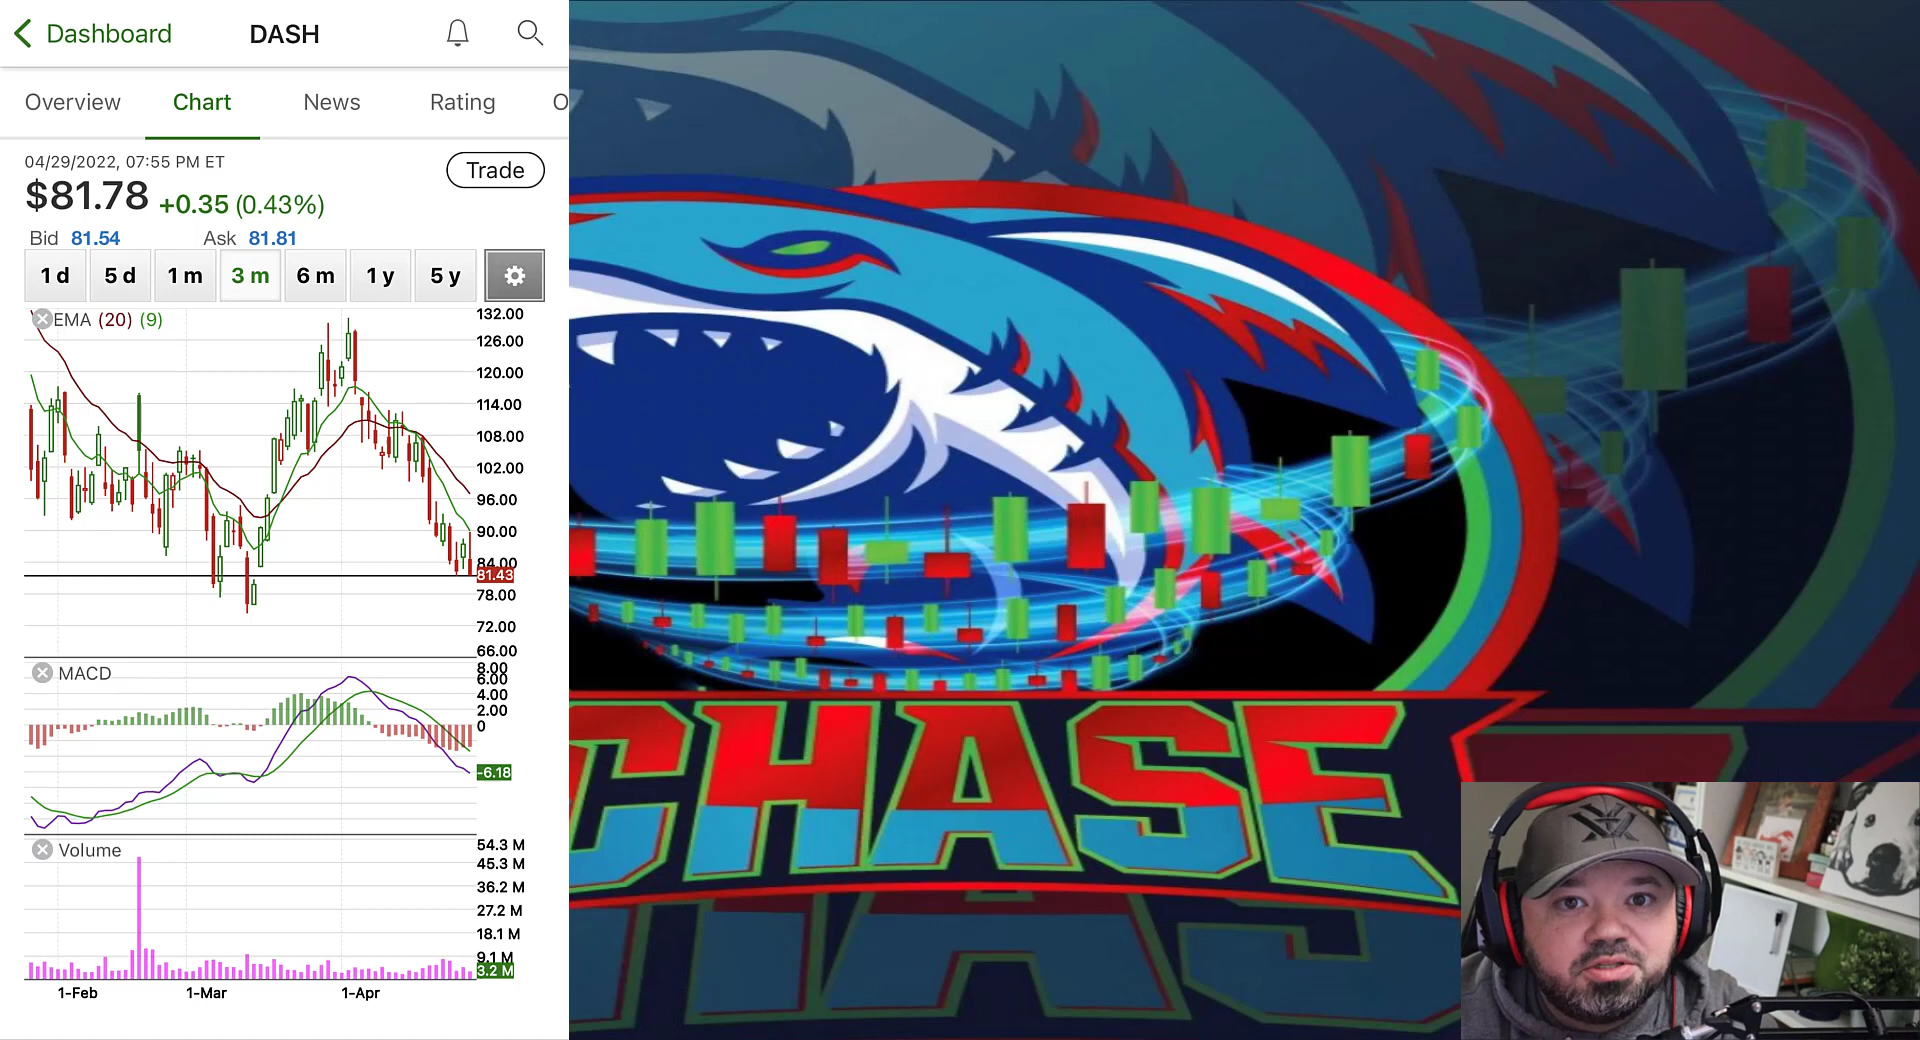 Dashboard
DASH
Overview
Chart
News
Rating
O
04/29/2022, 07:55 PM ET
$81.78 +0.35 (0.43%)
Trade
Bid 81.54 Ask 81.81
1 d
5 d
1 m
3 m
6 m
1 y
5 y
EMA (20) (9)
132.00
126.00
120.00
114.00
108.00
102.00
96.00
90.00
84.00
81.43
78.00
72.00
66.00
MACD
8.00
6.00
4.00
2.00
0
-6.18
Volume
54.3 M
45.3 M
36.2 M
27.2 M
18.1 M
9.1 M
3.2 M
1-Feb
1-Mar
1-Apr
CHASE